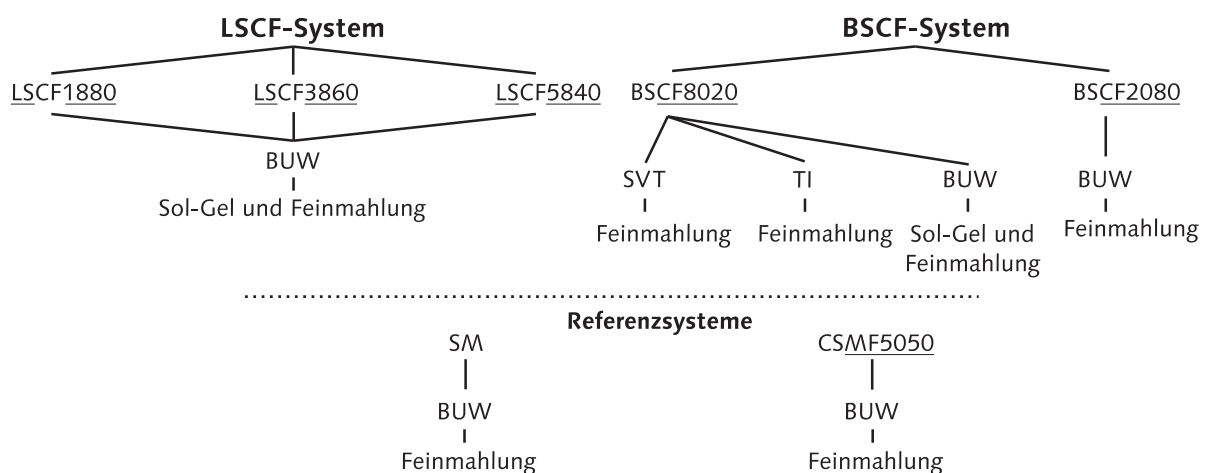 LSCF-System
BSCF-System
LSCF1880
LSCF3860
LSCF5840
BSCF8020
BSCF2080
BUW
Sol-Gel und Feinmahlung
SVT
TI
BUW
BUW
Feinmahlung
Feinmahlung
Sol-Gel und
Feinmahlung
Feinmahlung
Referenzsysteme
SM
CSMF5050
BUW
BUW
Feinmahlung
Feinmahlung